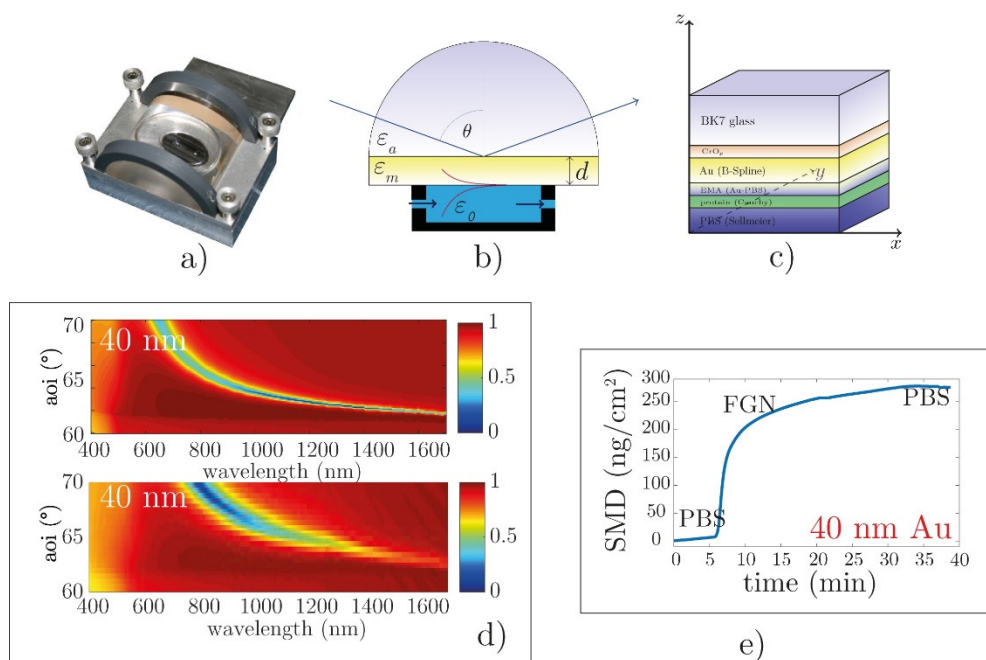 a)
θ
εa
εm
d
ε0
b)
z
BK7 glass
CrOx
Au (B-Spline)
EMA (Au-PBS)
protein (Cauchy)
PBS (Sellmeier)
y
x
c)
40 nm
aoi (°)
70
65
60
400 600 800 1000 1200 1400 1600
wavelength (nm)
1
0.5
0
40 nm
aoi (°)
70
65
60
400 600 800 1000 1200 1400 1600
wavelength (nm)
1
0.5
0
d)
SMD (ng/cm²)
300
250
200
150
100
50
0
PBS
FGN
PBS
40 nm Au
0 5 10 15 20 25 30 35 40
time (min)
e)